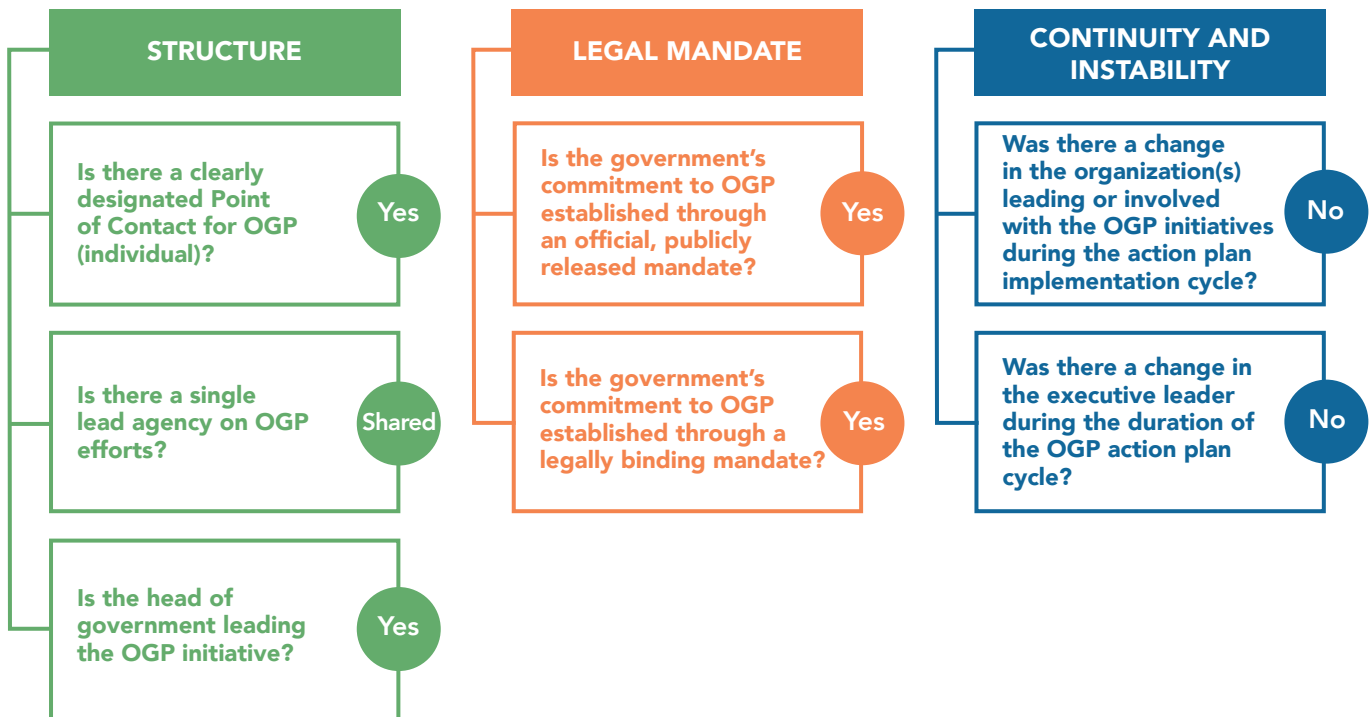 STRUCTURE
Is there a clearly
designated Point
of Contact for OGP
(individual)?
Yes
Is there a single
lead agency on OGP
efforts?
Shared
Is the head of
government leading
the OGP initiative?
Yes
LEGAL MANDATE
Is the government’s
commitment to OGP
established through
an official, publicly
released mandate?
Yes
Is the government’s
commitment to OGP
established through a
legally binding mandate?
Yes
CONTINUITY AND
INSTABILITY
Was there a change
in the organization(s)
leading or involved
with the OGP initiatives
during the action plan
implementation cycle?
No
Was there a change in
the executive leader
during the duration of
the OGP action plan
cycle?
No